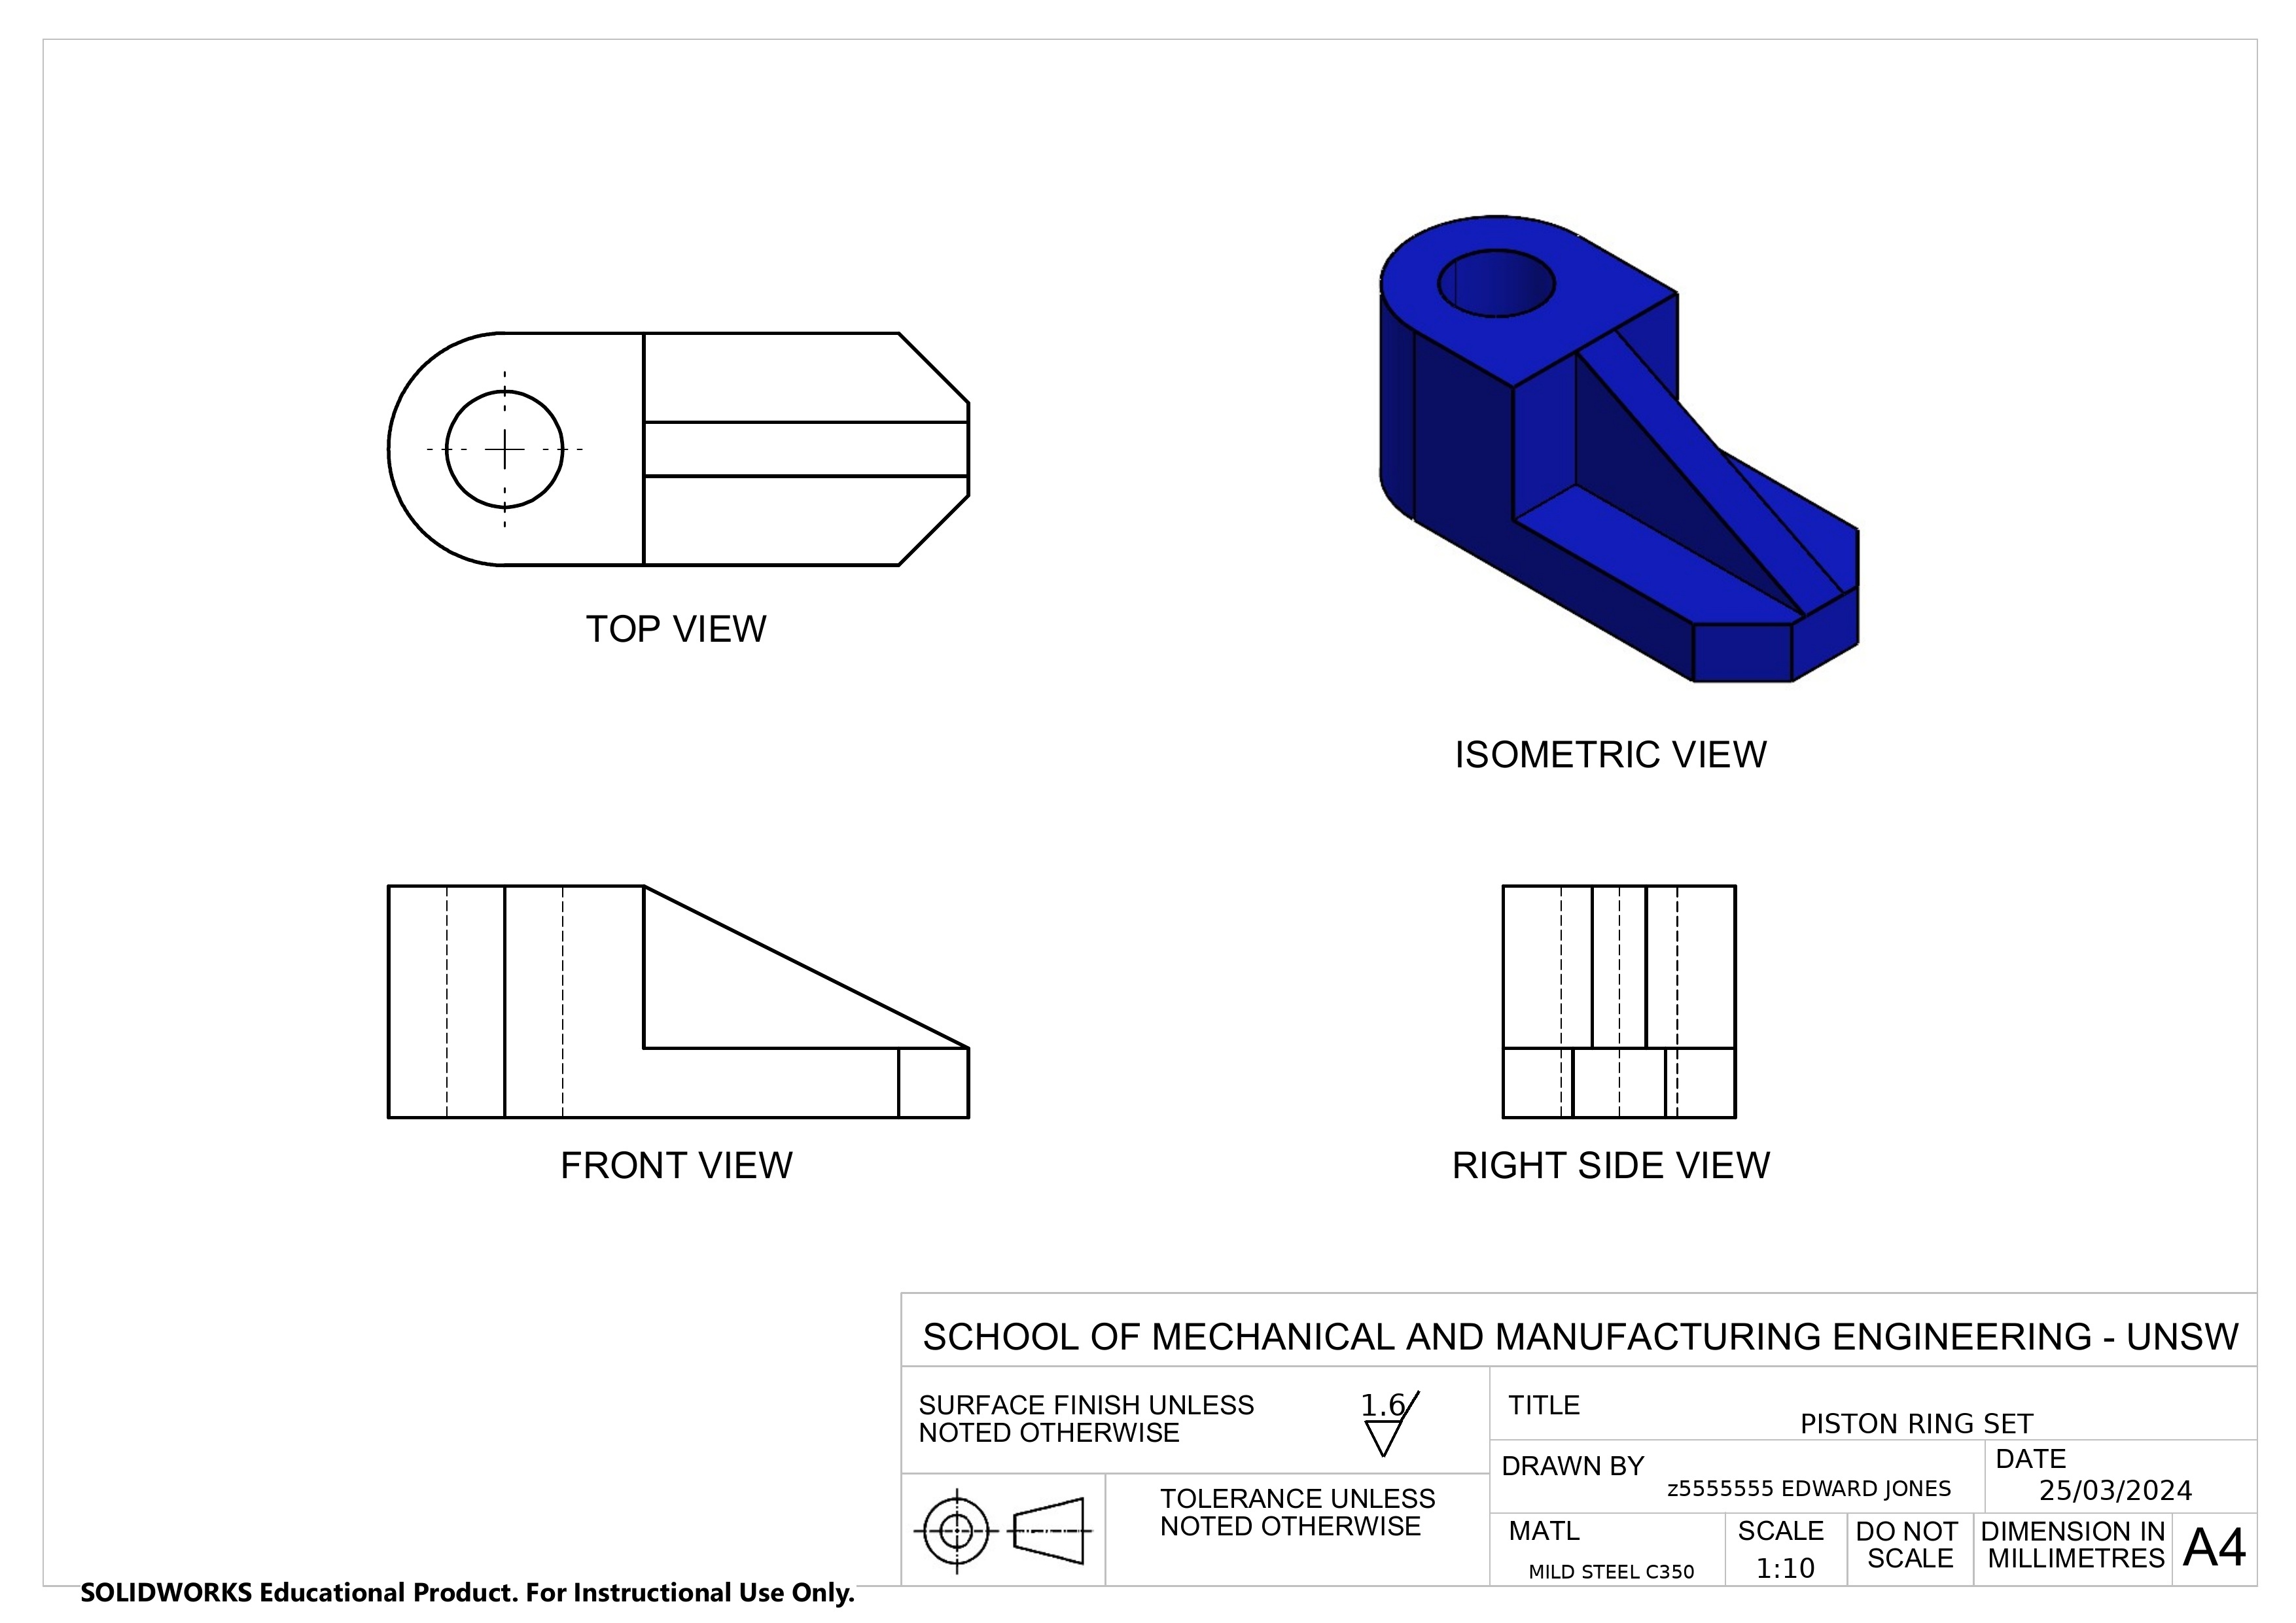 TOP VIEW
ISOMETRIC VIEW
FRONT VIEW
RIGHT SIDE VIEW
SCHOOL OF MECHANICAL AND MANUFACTURING ENGINEERING - UNSW
SURFACE FINISH UNLESS
NOTED OTHERWISE
1.6
TITLE
PISTON RING SET
DRAWN BY
z5555555 EDWARD JONES
DATE
25/03/2024
TOLERANCE UNLESS
NOTED OTHERWISE
MATL
MILD STEEL C350
SCALE
1:10
DO NOT
SCALE
DIMENSION IN
MILLIMETRES
A4
SOLIDWORKS Educational Product. For Instructional Use Only.